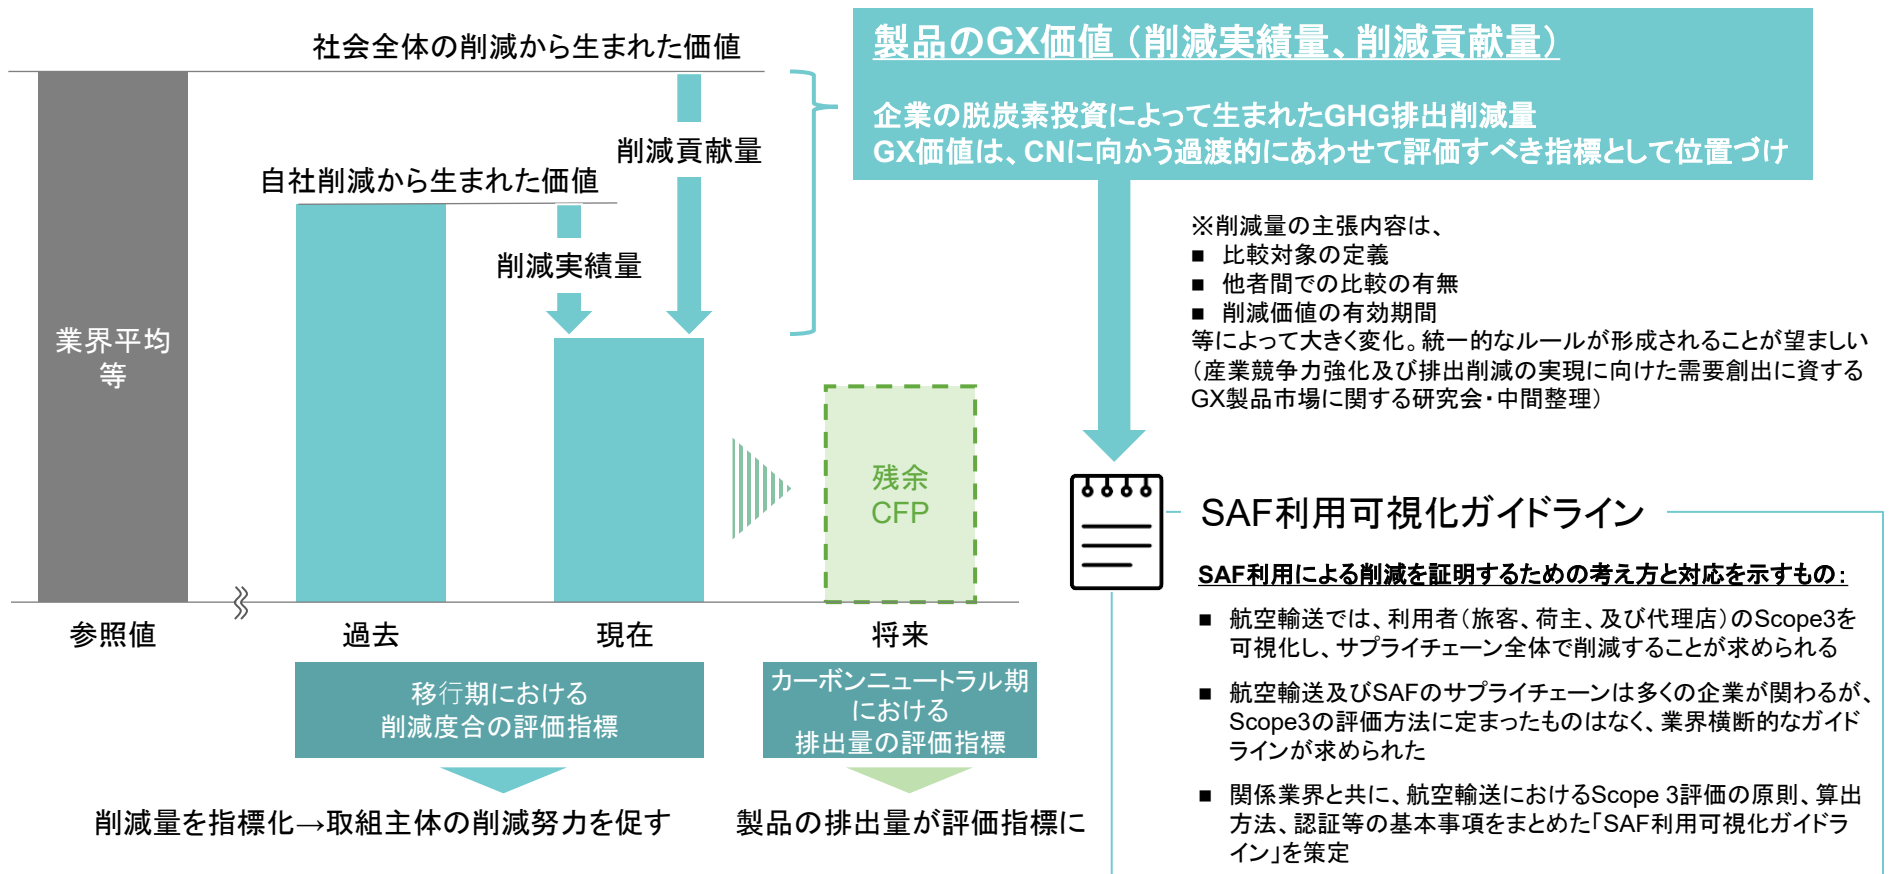 社会全体の削減から生まれた価値
削減貢献量
自社削減から生まれた価値
削減実績量
業界平均
等
残余
CFP
参照値
過去
現在
将来
移行期における
削減度合の評価指標
カーボンニュートラル期
における
排出量の評価指標
削減量を指標化→取組主体の削減努力を促す
製品の排出量が評価指標に
製品のGX価値（削減実績量、削減貢献量）
企業の脱炭素投資によって生まれたGHG排出削減量
GX価値は、CNに向かう過渡的にあわせて評価すべき指標として位置づけ
※削減量の主張内容は、
■ 比較対象の定義
■ 他者間での比較の有無
■ 削減価値の有効期間
等によって大きく変化。統一的なルールが形成されることが望ましい
（産業競争力強化及び排出削減の実現に向けた需要創出に資する
GX製品市場に関する研究会・中間整理）
SAF利用可視化ガイドライン
SAF利用による削減を証明するための考え方と対応を示すもの：
■ 航空輸送では、利用者（旅客、荷主、及び代理店）のScope3を
可視化し、サプライチェーン全体で削減することが求められる
■ 航空輸送及びSAFのサプライチェーンは多くの企業が関わるが、
Scope3の評価方法に定まったものはなく、業界横断的なガイド
ラインが求められた
■ 関係業界と共に、航空輸送におけるScope 3評価の原則、算出
方法、認証等の基本事項をまとめた「SAF利用可視化ガイドラ
イン」を策定